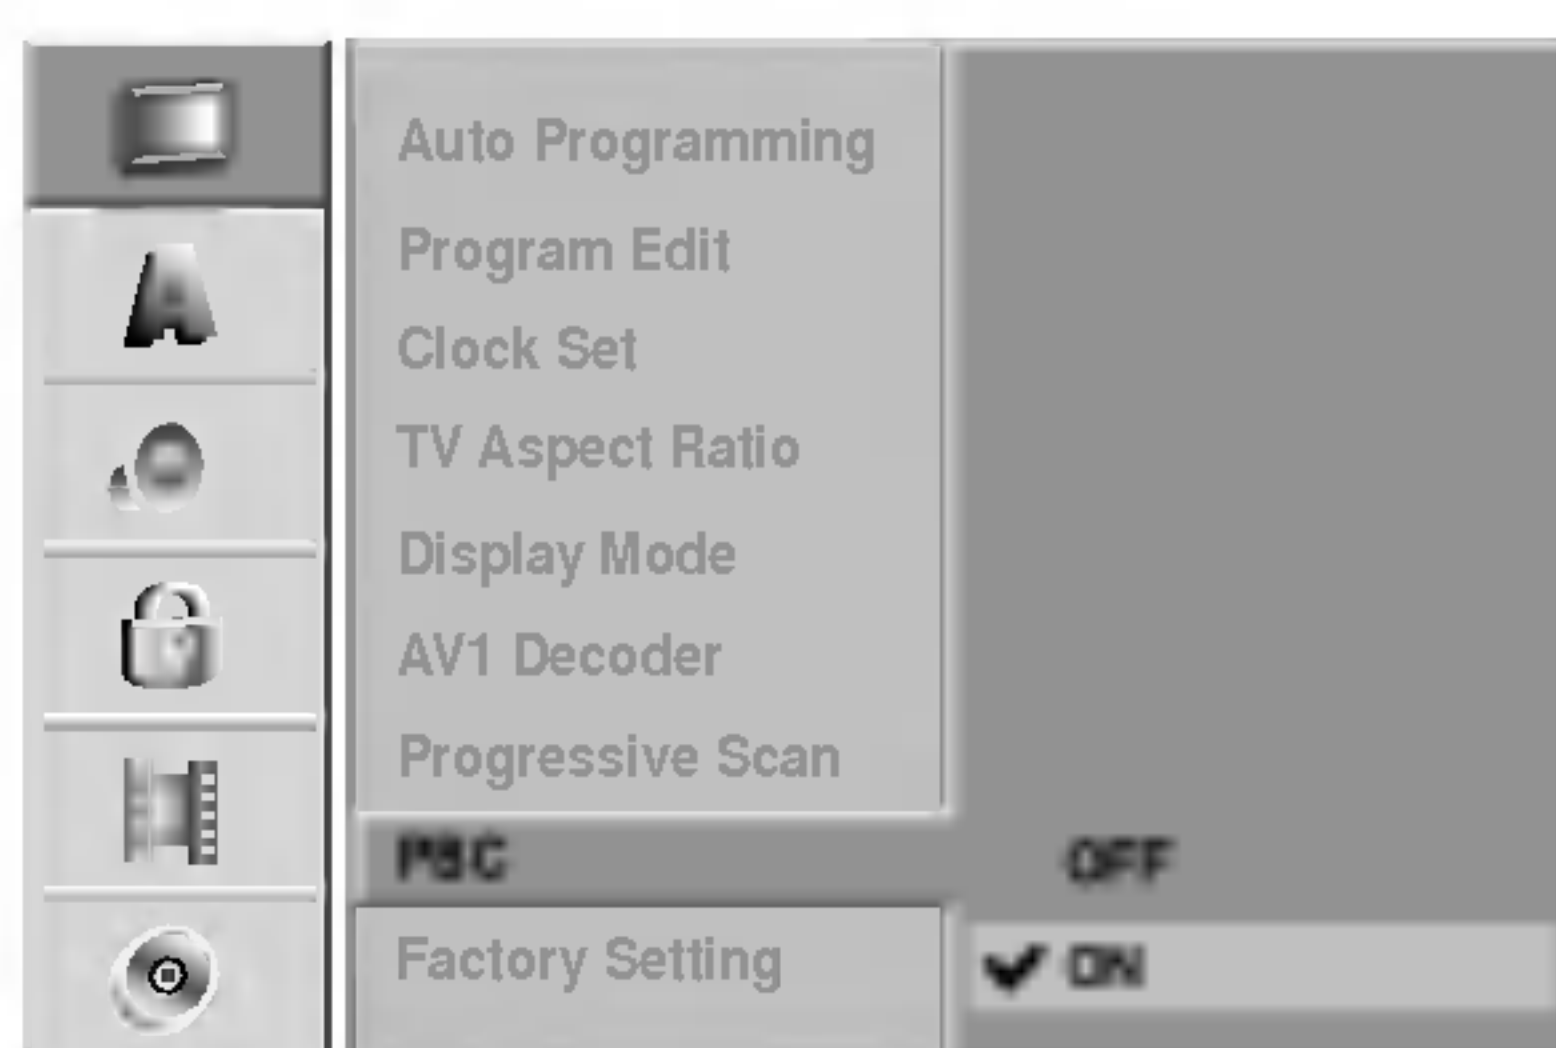 Auto Programming
Program Edit
Clock Set
TV Aspect Ratio
Display Mode
AV1 Decoder
Progressive Scan
PBC OFF
Factory Setting ✔ ON